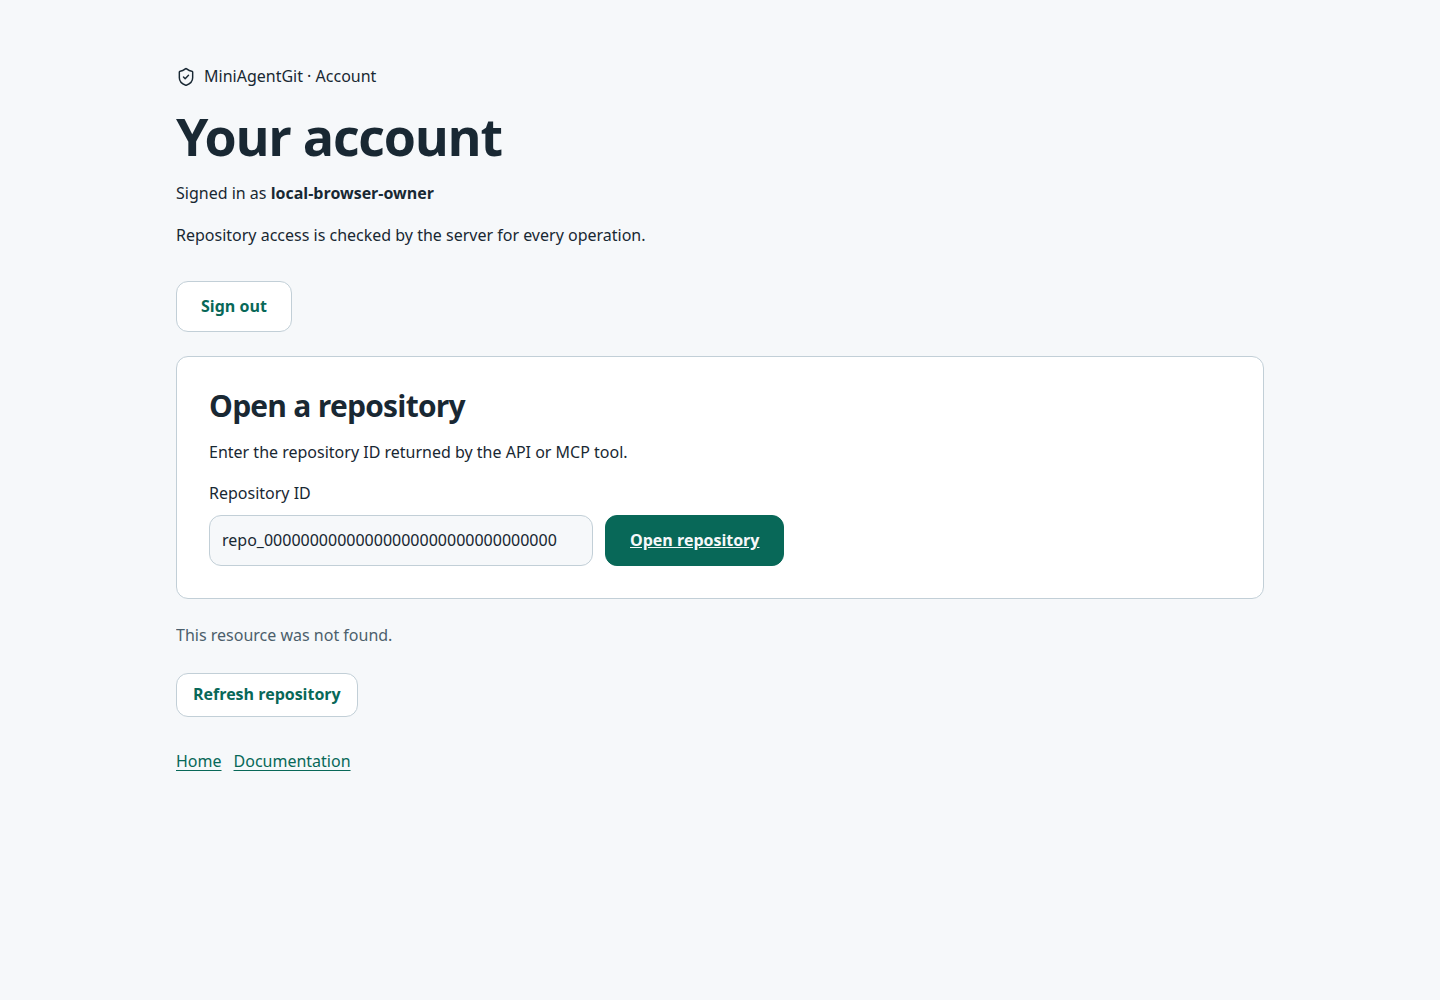 MiniAgentGit · Account
Your account
Signed in as local-browser-owner
Repository access is checked by the server for every operation.
Sign out
Open a repository
Enter the repository ID returned by the API or MCP tool.
Repository ID
repo_00000000000000000000000000000000
Open repository
This resource was not found.
Refresh repository
Home Documentation